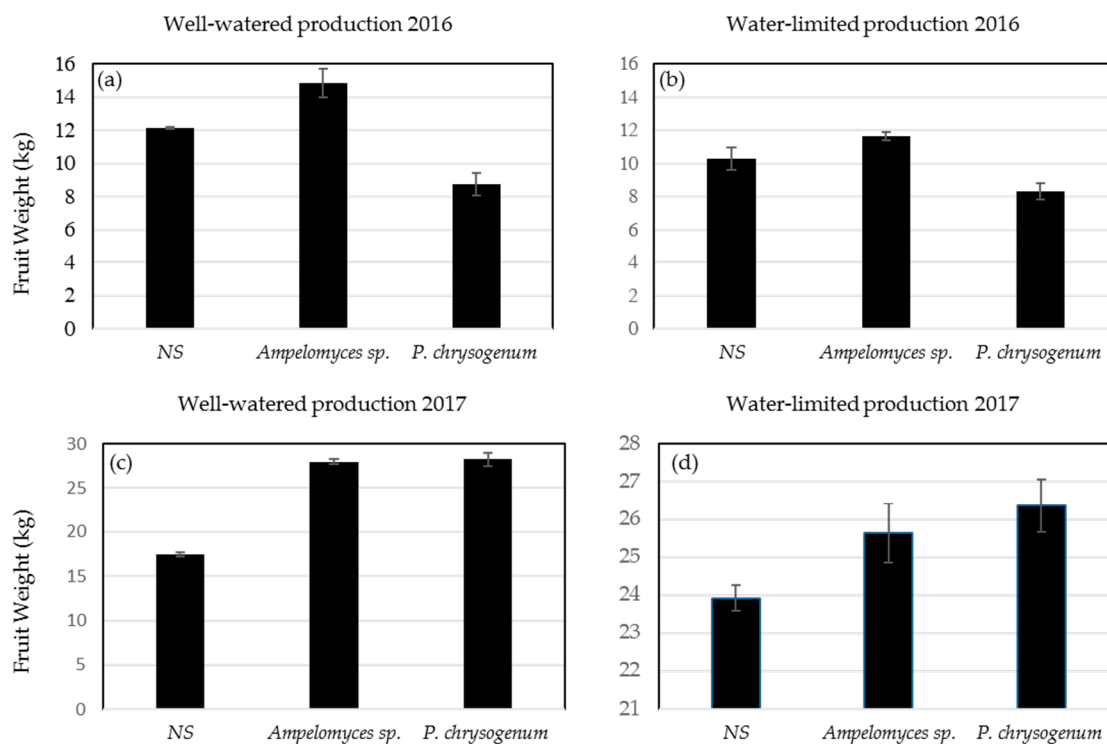 Well-watered production 2016
Water-limited production 2016
Fruit Weight (kg)
(a)
16
14
12
10
8
6
4
2
0
NS Ampelomyces sp. P. chrysogenum
(b)
16
14
12
10
8
6
4
2
0
NS Ampelomyces sp. P. chrysogenum
Well-watered production 2017
Water-limited production 2017
Fruit Weight (kg)
(c)
30
25
20
15
10
5
0
NS Ampelomyces sp. P. chrysogenum
(d)
28
27
26
25
24
23
22
21
NS Ampelomyces sp. P. chrysogenum